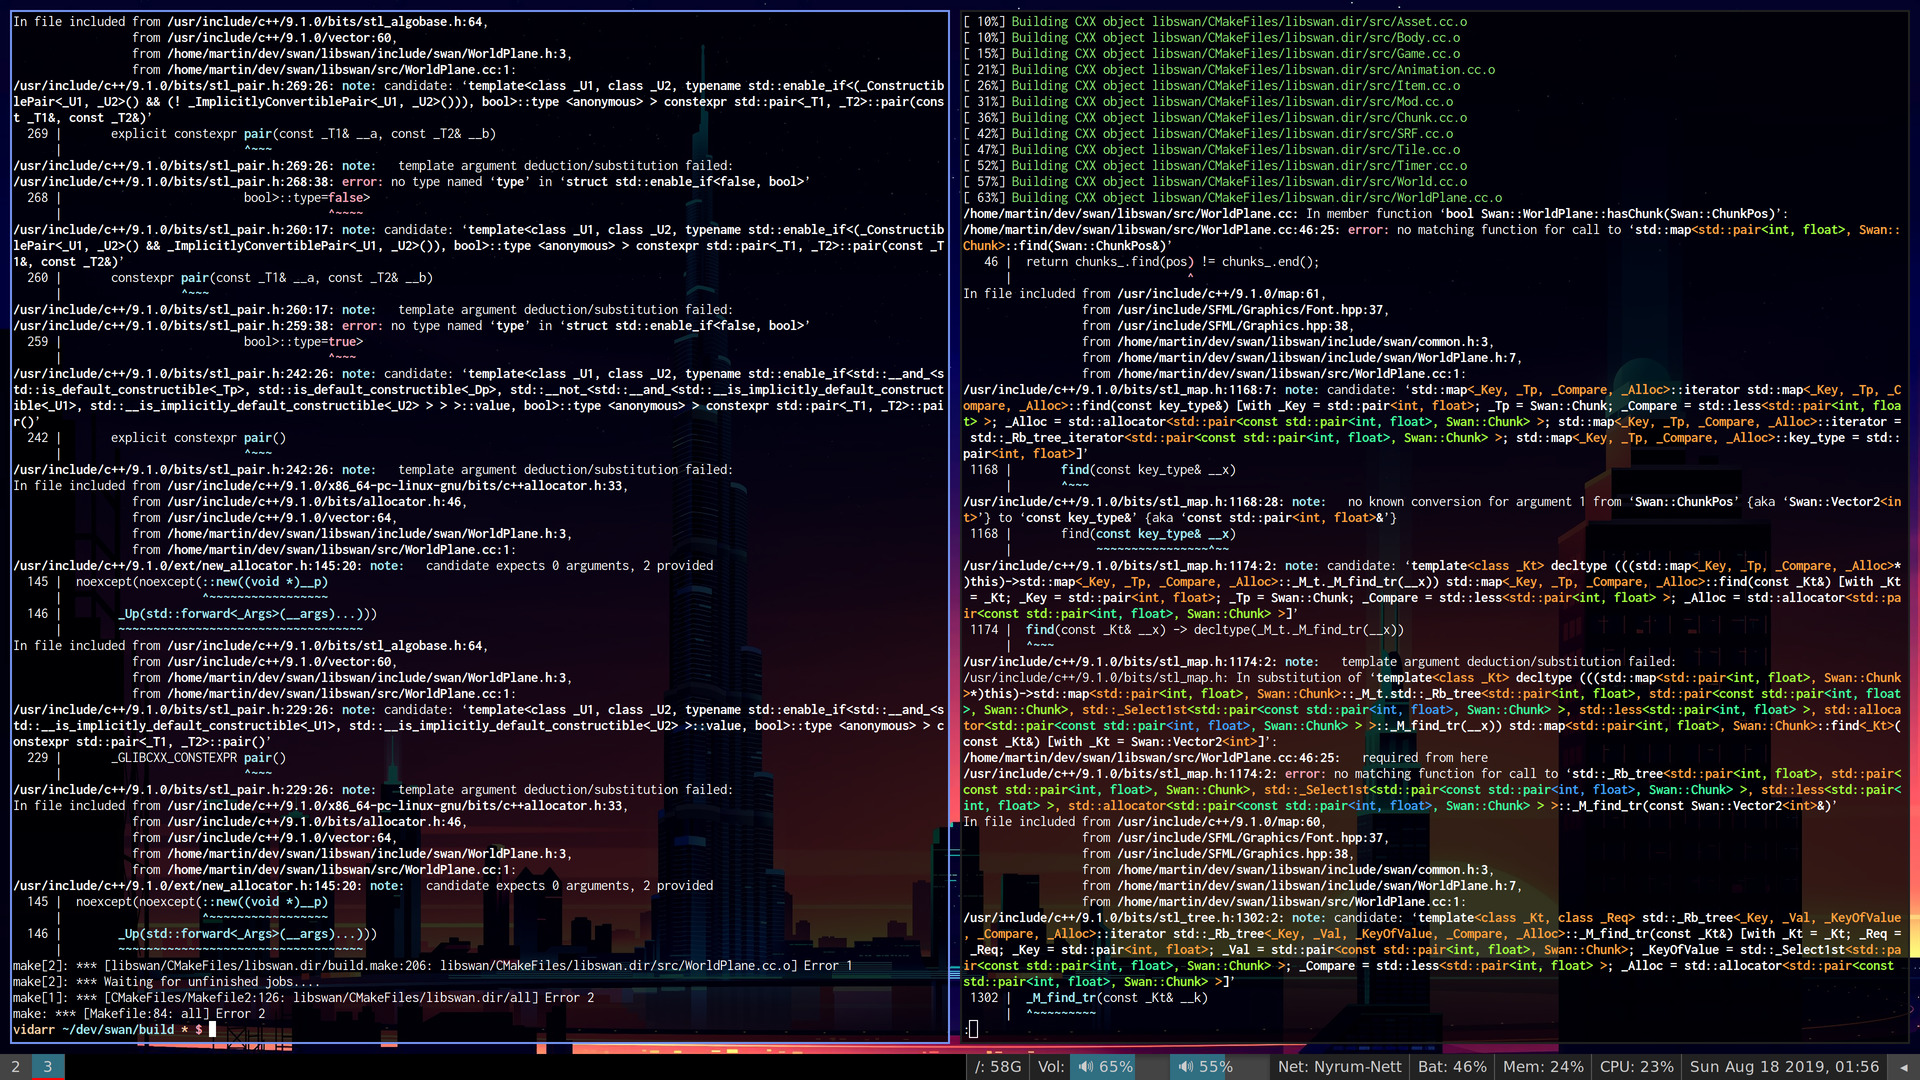 In file included from /usr/include/c++/9.1.0/bits/stl_algobase.h:64,
from /usr/include/c++/9.1.0/vector:60,
from /home/martin/dev/swan/libswan/include/swan/WorldPlane.h:3,
from /home/martin/dev/swan/libswan/src/WorldPlane.cc:1:
/usr/include/c++/9.1.0/bits/stl_pair.h:269:26: note: candidate: ‘template<class _U1, class _U2, typename std::enable_if<(_Constructib
lePair<_U1, _U2>() && (! _ImplicitlyConvertiblePair<_U1, _U2>())), bool>::type <anonymous> > constexpr std::pair<_T1, _T2>::pair(cons
t _T1&, const _T2&)’
269 |       explicit constexpr pair(const _T1& __a, const _T2& __b)
|                          ^~~~
/usr/include/c++/9.1.0/bits/stl_pair.h:269:26: note:   template argument deduction/substitution failed:
/usr/include/c++/9.1.0/bits/stl_pair.h:268:38: error: no type named ‘type’ in ‘struct std::enable_if<false, bool>’
268 |                          bool>::type=false>
|                                      ^~~~~
/usr/include/c++/9.1.0/bits/stl_pair.h:260:17: note: candidate: ‘template<class _U1, class _U2, typename std::enable_if<(_Constructib
lePair<_U1, _U2>() && _ImplicitlyConvertiblePair<_U1, _U2>()), bool>::type <anonymous> > constexpr std::pair<_T1, _T2>::pair(const _T
1&, const _T2&)’
260 |       constexpr pair(const _T1& __a, const _T2& __b)
|                 ^~~~
/usr/include/c++/9.1.0/bits/stl_pair.h:260:17: note:   template argument deduction/substitution failed:
/usr/include/c++/9.1.0/bits/stl_pair.h:259:38: error: no type named ‘type’ in ‘struct std::enable_if<false, bool>’
259 |                          bool>::type=true>
|                                      ^~~~
/usr/include/c++/9.1.0/bits/stl_pair.h:242:26: note: candidate: ‘template<class _U1, class _U2, typename std::enable_if<std::__and_<s
td::is_default_constructible<_Tp>, std::is_default_constructible<_Dp>, std::__not_<std::__and_<std::__is_implicitly_default_construct
ible<_U1>, std::__is_implicitly_default_constructible<_U2> > > >::value, bool>::type <anonymous> > constexpr std::pair<_T1, _T2>::pai
r()’
242 |       explicit constexpr pair()
|                          ^~~~
/usr/include/c++/9.1.0/bits/stl_pair.h:242:26: note:   template argument deduction/substitution failed:
In file included from /usr/include/c++/9.1.0/x86_64-pc-linux-gnu/bits/c++allocator.h:33,
from /usr/include/c++/9.1.0/bits/allocator.h:46,
from /usr/include/c++/9.1.0/vector:64,
from /home/martin/dev/swan/libswan/include/swan/WorldPlane.h:3,
from /home/martin/dev/swan/libswan/src/WorldPlane.cc:1:
/usr/include/c++/9.1.0/ext/new_allocator.h:145:20: note:   candidate expects 0 arguments, 2 provided
145 |  noexcept(noexcept(::new((void *)__p)
|                    ^~~~~~~~~~~~~~~~~~
146 |        _Up(std::forward<_Args>(__args)...)))
|        ~~~~~~~~~~~~~~~~~~~~~~~~~~~~~~~~~~~
In file included from /usr/include/c++/9.1.0/bits/stl_algobase.h:64,
from /usr/include/c++/9.1.0/vector:60,
from /home/martin/dev/swan/libswan/include/swan/WorldPlane.h:3,
from /home/martin/dev/swan/libswan/src/WorldPlane.cc:1:
/usr/include/c++/9.1.0/bits/stl_pair.h:229:26: note: candidate: ‘template<class _U1, class _U2, typename std::enable_if<std::__and_<s
td::__is_implicitly_default_constructible<_U1>, std::__is_implicitly_default_constructible<_U2> >::value, bool>::type <anonymous> > c
onstexpr std::pair<_T1, _T2>::pair()’
229 |       _GLIBCXX_CONSTEXPR pair()
|                          ^~~~
/usr/include/c++/9.1.0/bits/stl_pair.h:229:26: note:   template argument deduction/substitution failed:
In file included from /usr/include/c++/9.1.0/x86_64-pc-linux-gnu/bits/c++allocator.h:33,
from /usr/include/c++/9.1.0/bits/allocator.h:46,
from /usr/include/c++/9.1.0/vector:64,
from /home/martin/dev/swan/libswan/include/swan/WorldPlane.h:3,
from /home/martin/dev/swan/libswan/src/WorldPlane.cc:1:
/usr/include/c++/9.1.0/ext/new_allocator.h:145:20: note:   candidate expects 0 arguments, 2 provided
145 |  noexcept(noexcept(::new((void *)__p)
|                    ^~~~~~~~~~~~~~~~~~
146 |        _Up(std::forward<_Args>(__args)...)))
|        ~~~~~~~~~~~~~~~~~~~~~~~~~~~~~~~~~~~
make[2]: *** [libswan/CMakeFiles/libswan.dir/build.make:206: libswan/CMakeFiles/libswan.dir/src/WorldPlane.cc.o] Error 1
make[2]: *** Waiting for unfinished jobs....
make[1]: *** [CMakeFiles/Makefile2:126: libswan/CMakeFiles/libswan.dir/all] Error 2
make: *** [Makefile:84: all] Error 2
vidarr ~/dev/swan/build * $
[ 10%] Building CXX object libswan/CMakeFiles/libswan.dir/src/Asset.cc.o
[ 10%] Building CXX object libswan/CMakeFiles/libswan.dir/src/Body.cc.o
[ 15%] Building CXX object libswan/CMakeFiles/libswan.dir/src/Game.cc.o
[ 21%] Building CXX object libswan/CMakeFiles/libswan.dir/src/Animation.cc.o
[ 26%] Building CXX object libswan/CMakeFiles/libswan.dir/src/Item.cc.o
[ 31%] Building CXX object libswan/CMakeFiles/libswan.dir/src/Mod.cc.o
[ 36%] Building CXX object libswan/CMakeFiles/libswan.dir/src/Chunk.cc.o
[ 42%] Building CXX object libswan/CMakeFiles/libswan.dir/src/SRF.cc.o
[ 47%] Building CXX object libswan/CMakeFiles/libswan.dir/src/Tile.cc.o
[ 52%] Building CXX object libswan/CMakeFiles/libswan.dir/src/Timer.cc.o
[ 57%] Building CXX object libswan/CMakeFiles/libswan.dir/src/World.cc.o
[ 63%] Building CXX object libswan/CMakeFiles/libswan.dir/src/WorldPlane.cc.o
/home/martin/dev/swan/libswan/src/WorldPlane.cc: In member function ‘bool Swan::WorldPlane::hasChunk(Swan::ChunkPos)’:
/home/martin/dev/swan/libswan/src/WorldPlane.cc:46:25: error: no matching function for call to ‘std::map<std::pair<int, float>, Swan::
Chunk>::find(Swan::ChunkPos&)’
46 |  return chunks_.find(pos) != chunks_.end();
|                         ^
In file included from /usr/include/c++/9.1.0/map:61,
from /usr/include/SFML/Graphics/Font.hpp:37,
from /usr/include/SFML/Graphics.hpp:38,
from /home/martin/dev/swan/libswan/include/swan/common.h:3,
from /home/martin/dev/swan/libswan/include/swan/WorldPlane.h:7,
from /home/martin/dev/swan/libswan/src/WorldPlane.cc:1:
/usr/include/c++/9.1.0/bits/stl_map.h:1168:7: note: candidate: ‘std::map<_Key, _Tp, _Compare, _Alloc>::iterator std::map<_Key, _Tp, _C
ompare, _Alloc>::find(const key_type&) [with _Key = std::pair<int, float>; _Tp = Swan::Chunk; _Compare = std::less<std::pair<int, floa
t> >; _Alloc = std::allocator<std::pair<const std::pair<int, float>, Swan::Chunk> >; std::map<_Key, _Tp, _Compare, _Alloc>::iterator =
std::_Rb_tree_iterator<std::pair<const std::pair<int, float>, Swan::Chunk> >; std::map<_Key, _Tp, _Compare, _Alloc>::key_type = std::
pair<int, float>]’
1168 |       find(const key_type& __x)
|       ^~~~
/usr/include/c++/9.1.0/bits/stl_map.h:1168:28: note:   no known conversion for argument 1 from ‘Swan::ChunkPos’ {aka ‘Swan::Vector2<in
t>’} to ‘const key_type&’ {aka ‘const std::pair<int, float>&’}
1168 |       find(const key_type& __x)
|            ~~~~~~~~~~~~~~~~^~~
/usr/include/c++/9.1.0/bits/stl_map.h:1174:2: note: candidate: ‘template<class _Kt> decltype (((std::map<_Key, _Tp, _Compare, _Alloc>*
)this)->std::map<_Key, _Tp, _Compare, _Alloc>::_M_t._M_find_tr(__x)) std::map<_Key, _Tp, _Compare, _Alloc>::find(const _Kt&) [with _Kt
= _Kt; _Key = std::pair<int, float>; _Tp = Swan::Chunk; _Compare = std::less<std::pair<int, float> >; _Alloc = std::allocator<std::pa
ir<const std::pair<int, float>, Swan::Chunk> >]’
1174 |  find(const _Kt& __x) -> decltype(_M_t._M_find_tr(__x))
|  ^~~~
/usr/include/c++/9.1.0/bits/stl_map.h:1174:2: note:   template argument deduction/substitution failed:
/usr/include/c++/9.1.0/bits/stl_map.h: In substitution of ‘template<class _Kt> decltype (((std::map<std::pair<int, float>, Swan::Chunk
>*)this)->std::map<std::pair<int, float>, Swan::Chunk>::_M_t.std::_Rb_tree<std::pair<int, float>, std::pair<const std::pair<int, float
>, Swan::Chunk>, std::_Select1st<std::pair<const std::pair<int, float>, Swan::Chunk> >, std::less<std::pair<int, float> >, std::alloca
tor<std::pair<const std::pair<int, float>, Swan::Chunk> > >::_M_find_tr(__x)) std::map<std::pair<int, float>, Swan::Chunk>::find<_Kt>(
const _Kt&) [with _Kt = Swan::Vector2<int>]’:
/home/martin/dev/swan/libswan/src/WorldPlane.cc:46:25:   required from here
/usr/include/c++/9.1.0/bits/stl_map.h:1174:2: error: no matching function for call to ‘std::_Rb_tree<std::pair<int, float>, std::pair<
const std::pair<int, float>, Swan::Chunk>, std::_Select1st<std::pair<const std::pair<int, float>, Swan::Chunk> >, std::less<std::pair<
int, float> >, std::allocator<std::pair<const std::pair<int, float>, Swan::Chunk> > >::_M_find_tr(const Swan::Vector2<int>&)’
In file included from /usr/include/c++/9.1.0/map:60,
from /usr/include/SFML/Graphics/Font.hpp:37,
from /usr/include/SFML/Graphics.hpp:38,
from /home/martin/dev/swan/libswan/include/swan/common.h:3,
from /home/martin/dev/swan/libswan/include/swan/WorldPlane.h:7,
from /home/martin/dev/swan/libswan/src/WorldPlane.cc:1:
/usr/include/c++/9.1.0/bits/stl_tree.h:1302:2: note: candidate: ‘template<class _Kt, class _Req> std::_Rb_tree<_Key, _Val, _KeyOfValue
, _Compare, _Alloc>::iterator std::_Rb_tree<_Key, _Val, _KeyOfValue, _Compare, _Alloc>::_M_find_tr(const _Kt&) [with _Kt = _Kt; _Req =
_Req; _Key = std::pair<int, float>; _Val = std::pair<const std::pair<int, float>, Swan::Chunk>; _KeyOfValue = std::_Select1st<std::pa
ir<const std::pair<int, float>, Swan::Chunk> >; _Compare = std::less<std::pair<int, float> >; _Alloc = std::allocator<std::pair<const
std::pair<int, float>, Swan::Chunk> >]’
1302 |  _M_find_tr(const _Kt& __k)
|  ^~~~~~~~~~
:
2 3 /: 58G Vol: 65% 55% Net: Nyrum-Nett Bat: 46% Mem: 24% CPU: 23% Sun Aug 18 2019, 01:56